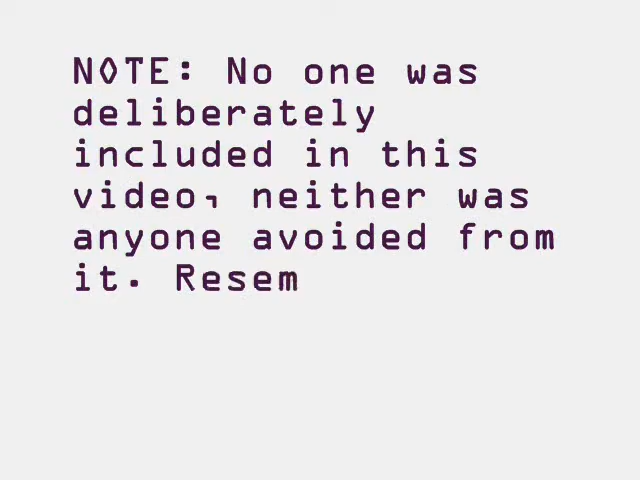 NOTE: No one was
deliberately
included in this
video, neither was
anyone avoided from
it. Resem